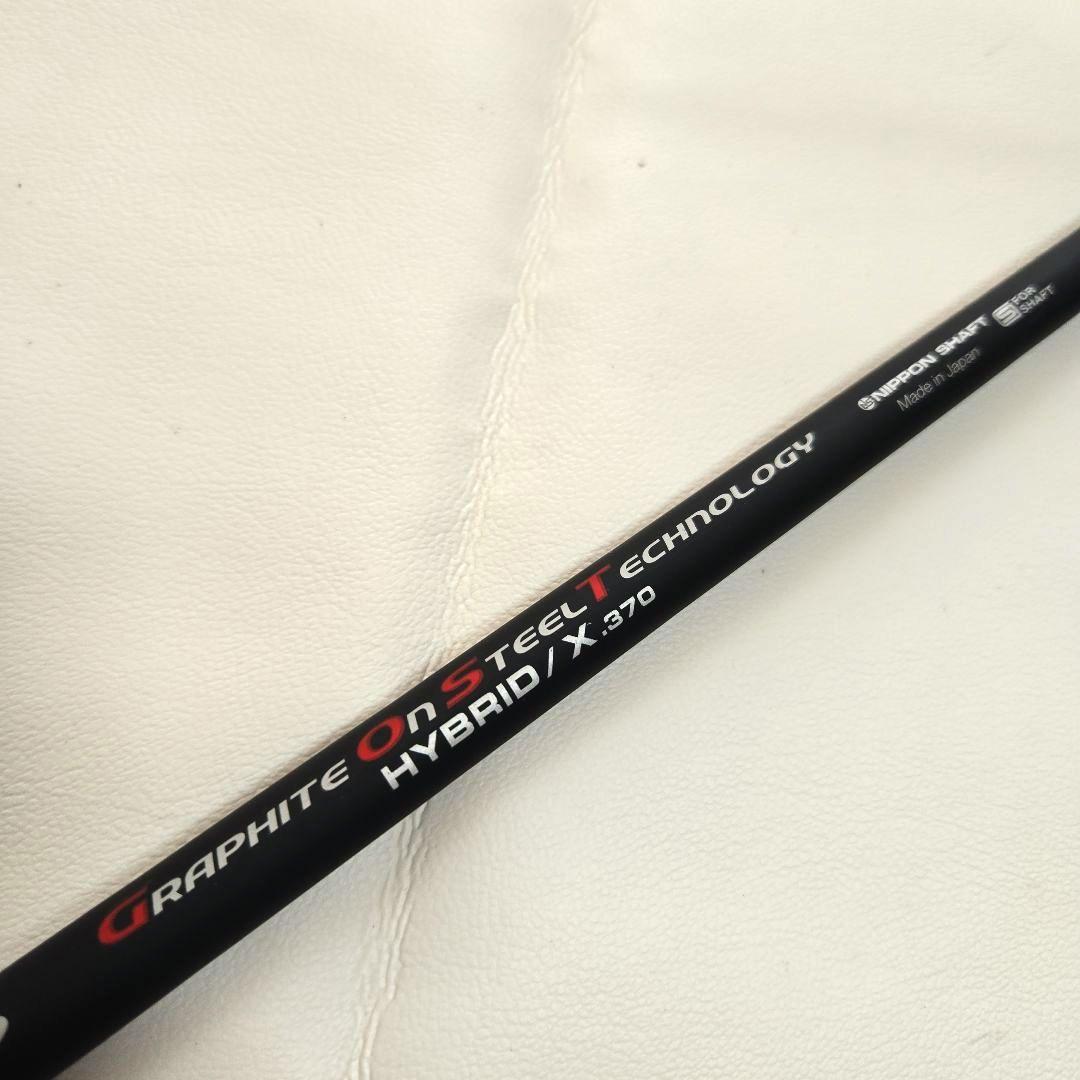 GRAPHITE On STEEL TECHNOLOGY
HYBRID / X .370
NIPPON SHAFT
Made in Japan
S FOR
SHAFT